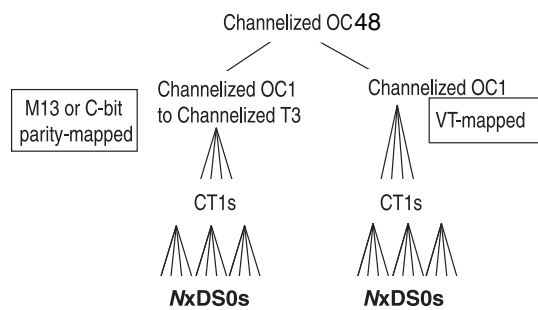 Channelized OC48
Channelized OC1
to Channelized T3
Channelized OC1
M13 or C-bit
parity-mapped
VT-mapped
CT1s
CT1s
NxDS0s
NxDS0s